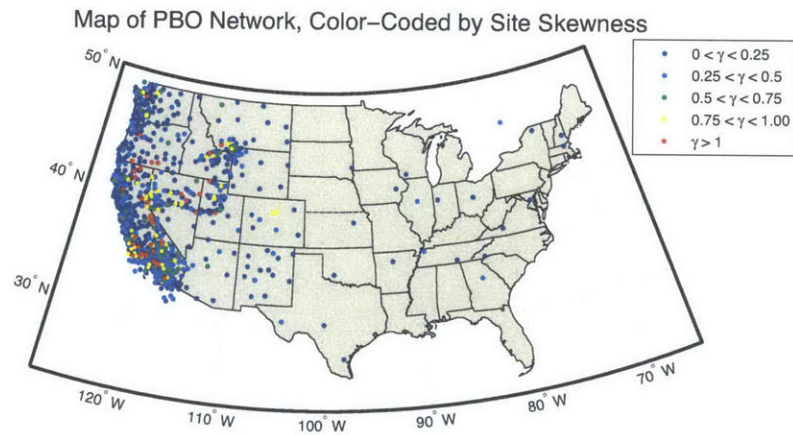 Map of PBO Network, Color–Coded by Site Skewness
50° N
40° N
30° N
120° W
110° W
100° W
90° W
80° W
70° W
0 < γ < 0.25
0.25 < γ < 0.5
0.5 < γ < 0.75
0.75 < γ < 1.00
γ > 1